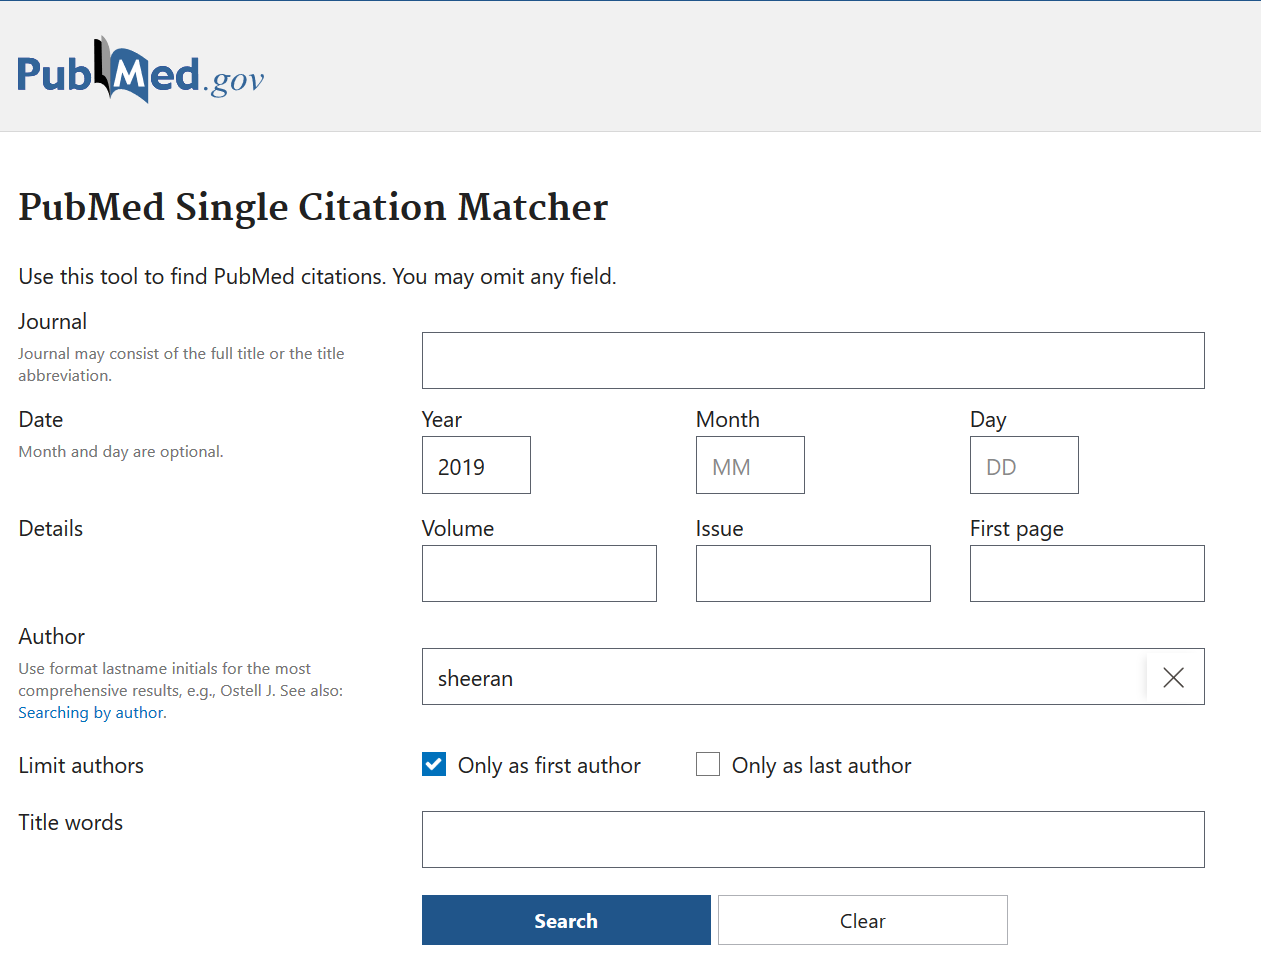 PubMed.gov
PubMed Single Citation Matcher
Use this tool to find PubMed citations. You may omit any field.
Journal
Journal may consist of the full title or the title
abbreviation.
Date
Month and day are optional.
Year
Month
Day
2019
MM
DD
Details
Volume
Issue
First page
Author
Use format lastname initials for the most
comprehensive results, e.g., Ostell J. See also:
Searching by author.
sheeran
Limit authors
Only as first author
Only as last author
Title words
Search
Clear